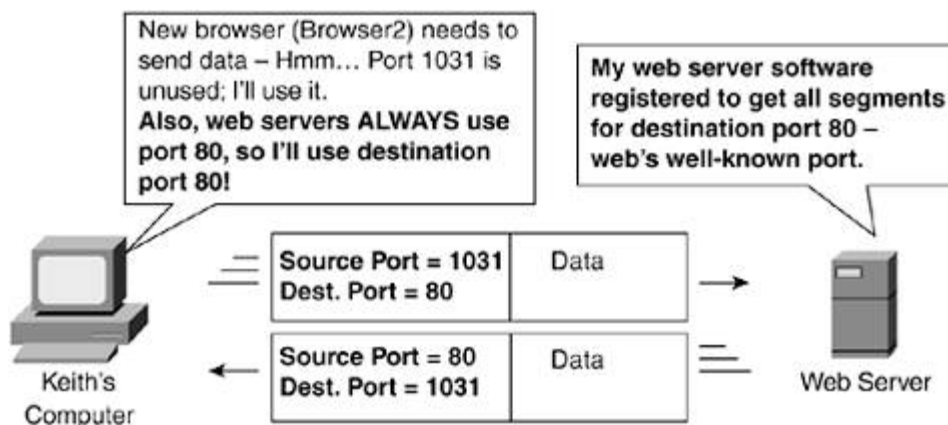 New browser (Browser2) needs to
send data – Hmm... Port 1031 is
unused; I'll use it.
Also, web servers ALWAYS use
port 80, so I'll use destination
port 80!
My web server software
registered to get all segments
for destination port 80 –
web's well-known port.
Source Port = 1031
Dest. Port = 80
Data
Source Port = 80
Dest. Port = 1031
Data
Keith's
Computer
Web Server